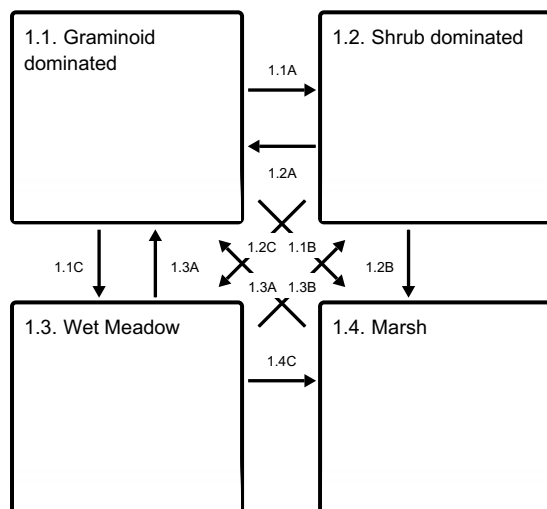 1.1. Graminoid
dominated
1.2. Shrub dominated
1.1A
1.2A
1.2C 1.1B
1.1C
1.3A
1.2B
1.3A 1.3B
1.3. Wet Meadow
1.4. Marsh
1.4C